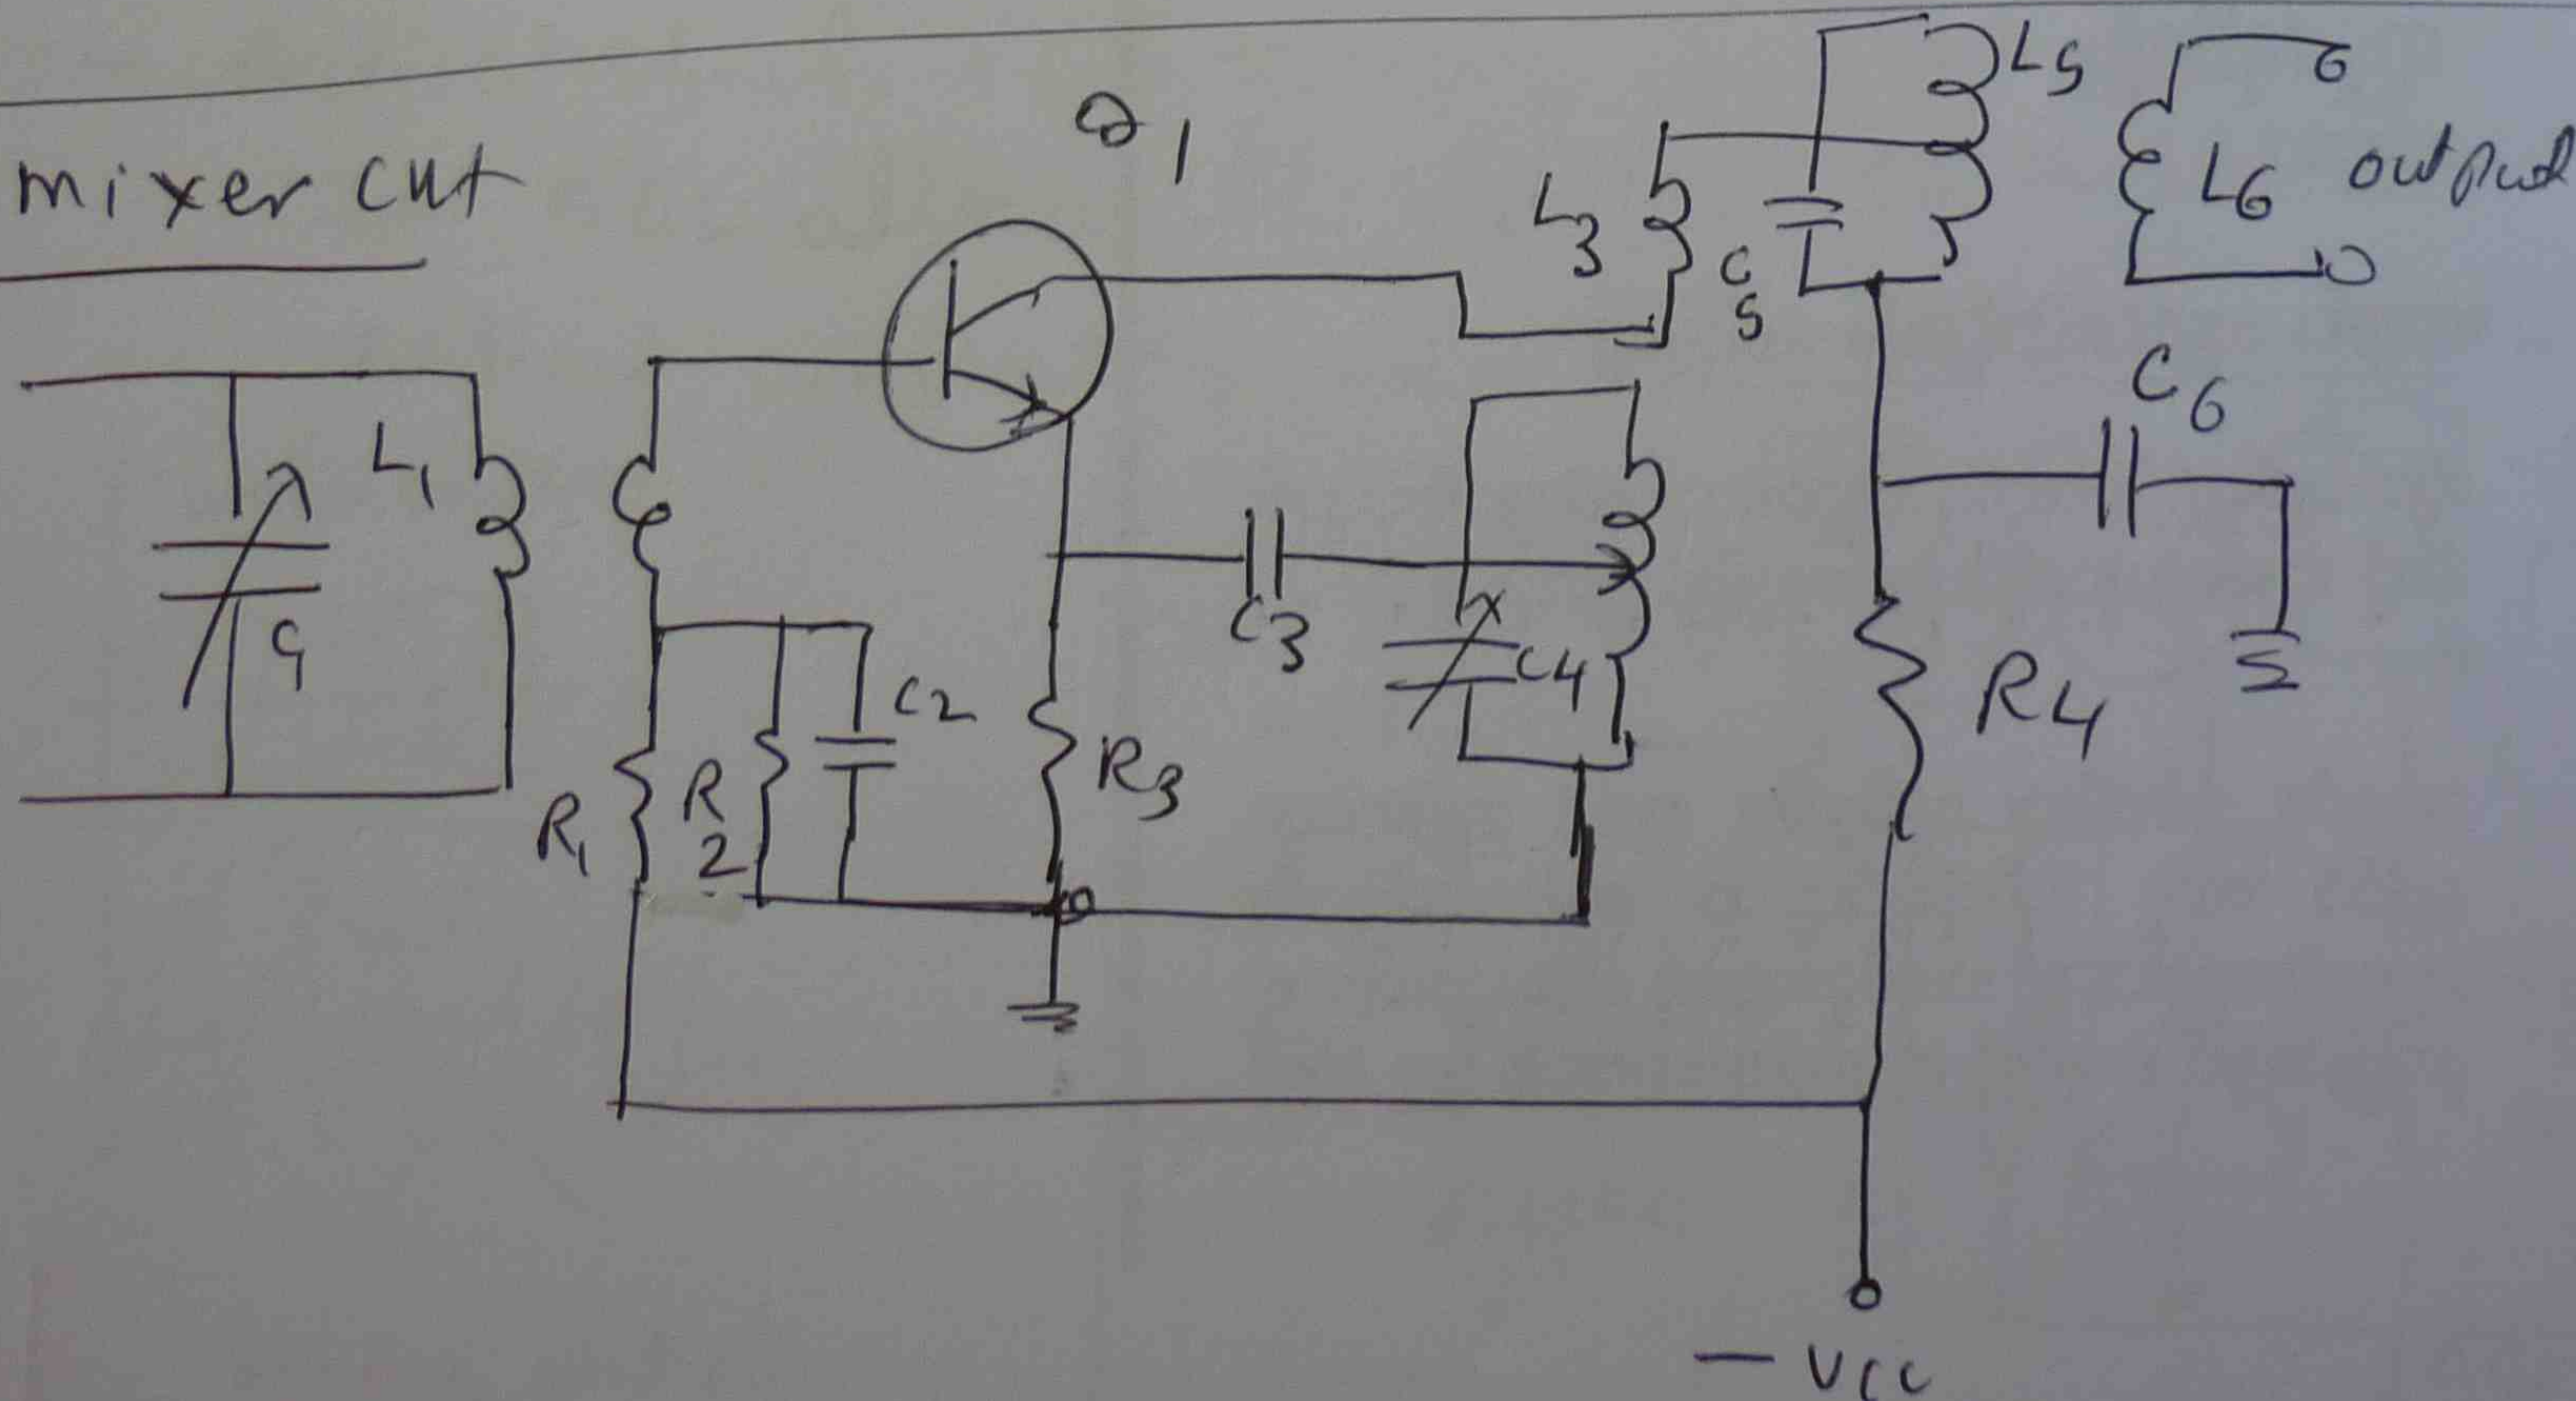 mixer cut
Q1
L5
L6 output
L3
C5
L1
C1
C6
C3
C4
C2
R1
R2
R3
R4
- Vcc